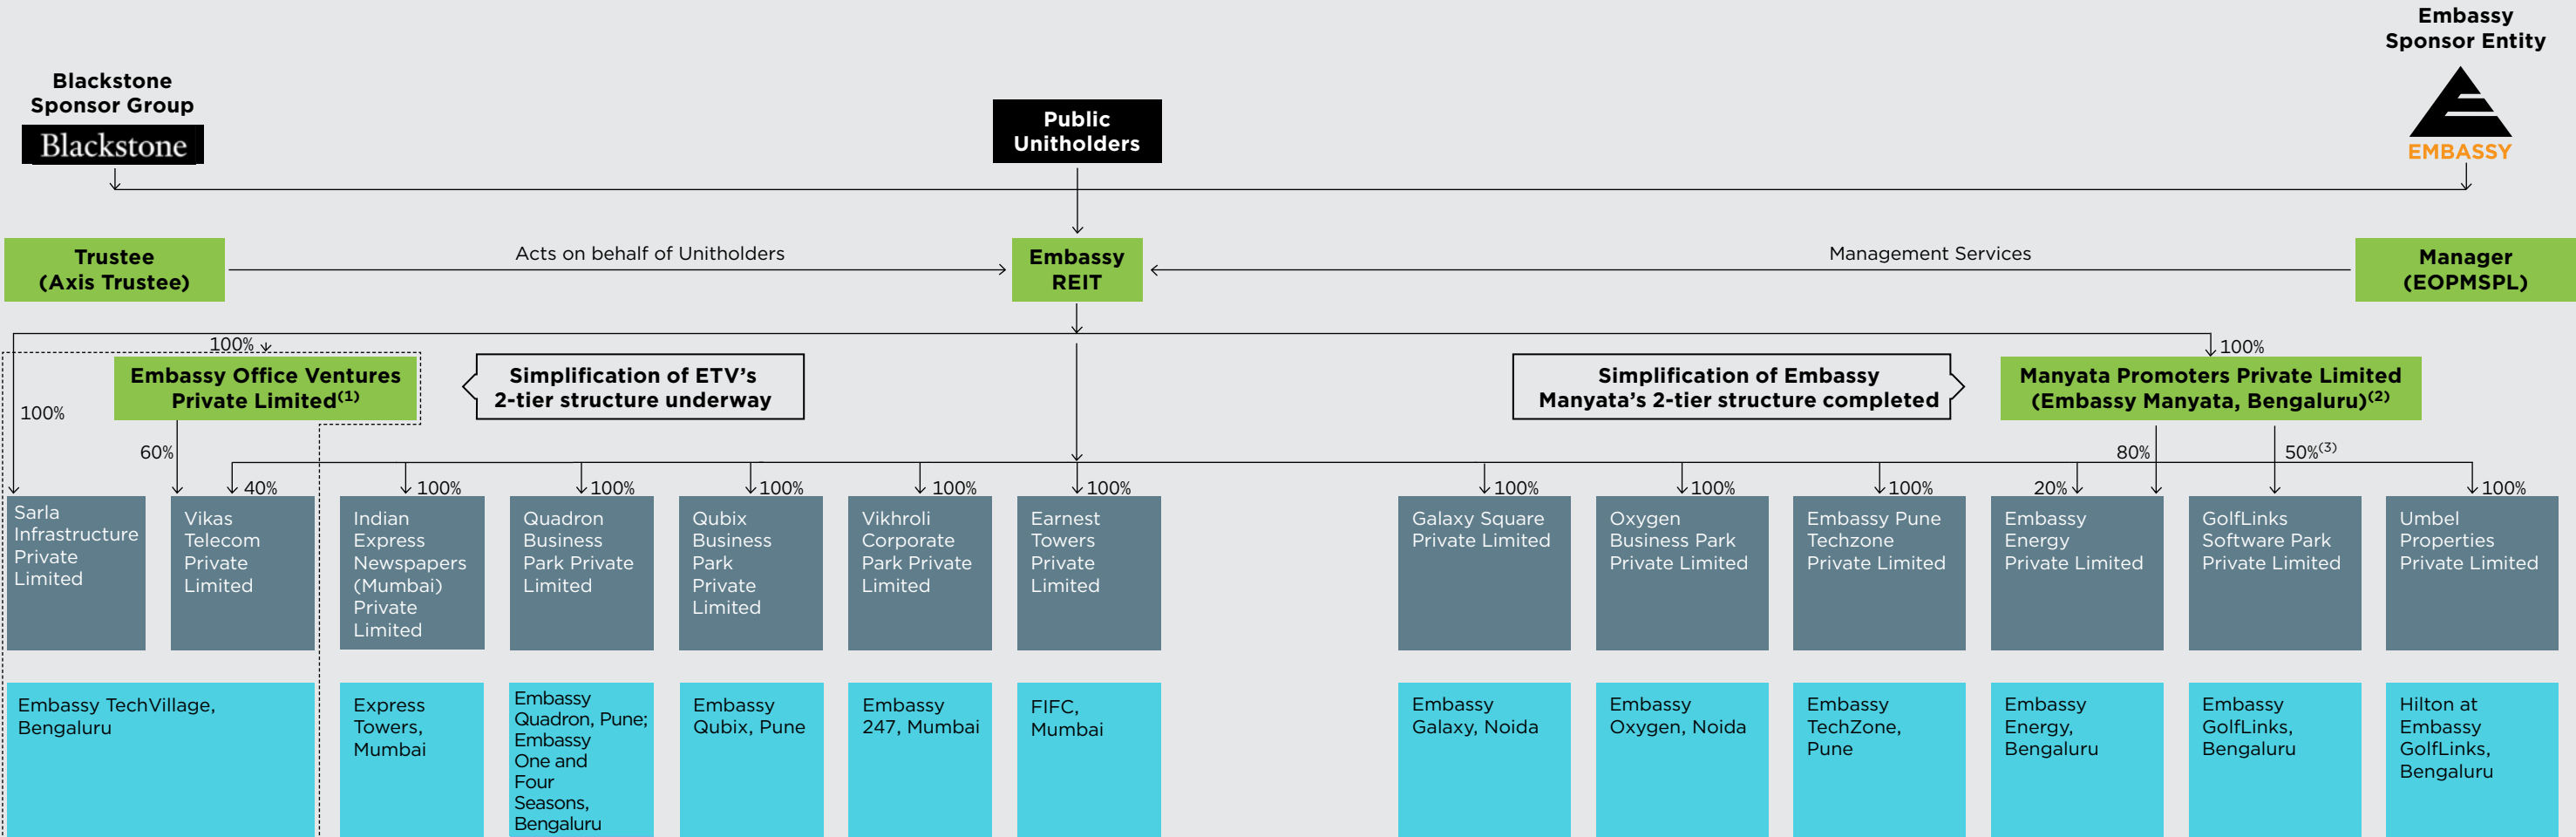 Blackstone
Sponsor Group
Blackstone
Public
Unitholders
Embassy
Sponsor Entity
EMBASSY
Trustee
(Axis Trustee)
Acts on behalf of Unitholders
Embassy
REIT
Management Services
Manager
(EOPMSPL)
100%
100%
Embassy Office Ventures
Private Limited(1)
Simplification of ETV's
2-tier structure underway
Simplification of Embassy
Manyata's 2-tier structure completed
100%
Manyata Promoters Private Limited
(Embassy Manyata, Bengaluru)(2)
60%
80%
50%(3)
40%
100%
100%
100%
100%
100%
100%
100%
100%
20%
100%
Sarla
Infrastructure
Private
Limited
Vikas
Telecom
Private
Limited
Indian
Express
Newspapers
(Mumbai)
Private
Limited
Quadron
Business
Park Private
Limited
Qubix
Business
Park
Private
Limited
Vikhroli
Corporate
Park Private
Limited
Earnest
Towers
Private
Limited
Galaxy Square
Private Limited
Oxygen
Business Park
Private Limited
Embassy Pune
Techzone
Private Limited
Embassy
Energy
Private Limited
GolfLinks
Software Park
Private Limited
Umbel
Properties
Private Limited
Embassy TechVillage,
Bengaluru
Express
Towers,
Mumbai
Embassy
Quadron, Pune;
Embassy
One and
Four
Seasons,
Bengaluru
Embassy
Qubix, Pune
Embassy
247, Mumbai
FIFC,
Mumbai
Embassy
Galaxy, Noida
Embassy
Oxygen, Noida
Embassy
TechZone,
Pune
Embassy
Energy,
Bengaluru
Embassy
GolfLinks,
Bengaluru
Hilton at
Embassy
GolfLinks,
Bengaluru